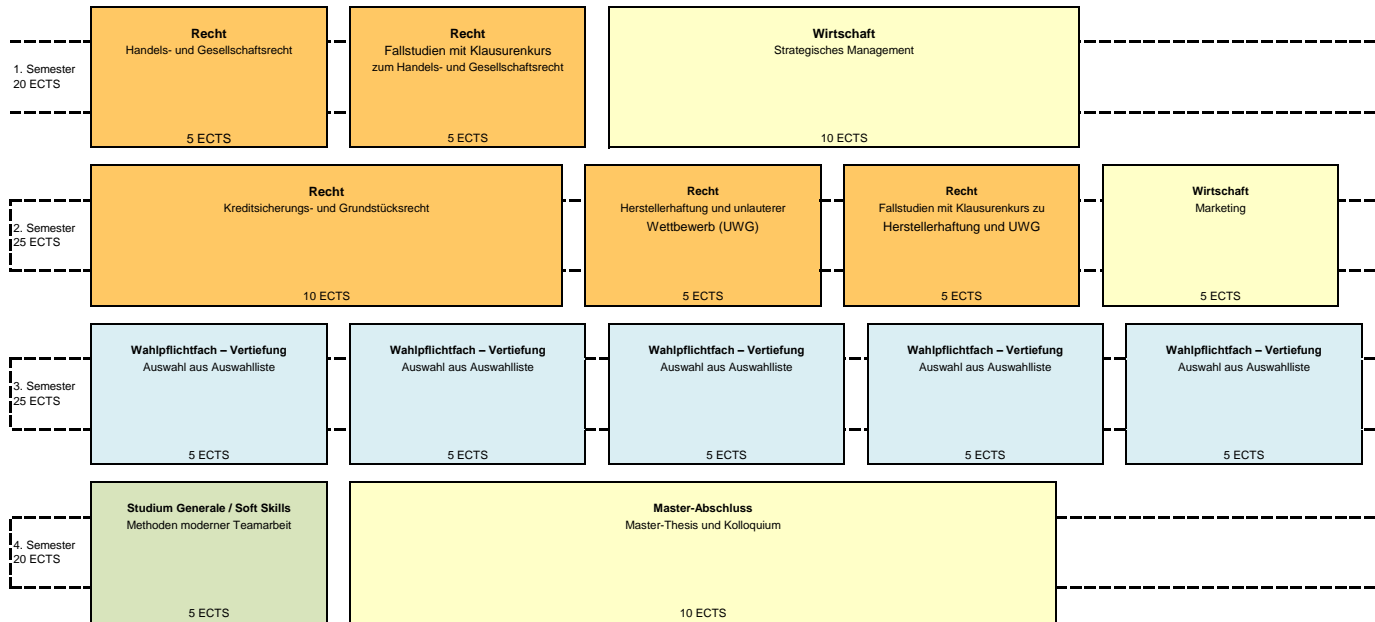 1. Semester
20 ECTS
Recht
Handels- und Gesellschaftsrecht
5 ECTS
Recht
Fallstudien mit Klausurenkurs
zum Handels- und Gesellschaftsrecht
5 ECTS
Wirtschaft
Strategisches Management
10 ECTS
2. Semester
25 ECTS
Recht
Kreditsicherungs- und Grundstücksrecht
10 ECTS
Recht
Herstellerhaftung und unlauterer
Wettbewerb (UWG)
5 ECTS
Recht
Fallstudien mit Klausurenkurs zu
Herstellerhaftung und UWG
5 ECTS
Wirtschaft
Marketing
5 ECTS
3. Semester
25 ECTS
Wahlpflichtfach – Vertiefung
Auswahl aus Auswahlliste
5 ECTS
Wahlpflichtfach – Vertiefung
Auswahl aus Auswahlliste
5 ECTS
Wahlpflichtfach – Vertiefung
Auswahl aus Auswahlliste
5 ECTS
Wahlpflichtfach – Vertiefung
Auswahl aus Auswahlliste
5 ECTS
Wahlpflichtfach – Vertiefung
Auswahl aus Auswahlliste
5 ECTS
4. Semester
20 ECTS
Studium Generale / Soft Skills
Methoden moderner Teamarbeit
5 ECTS
Master-Abschluss
Master-Thesis und Kolloquium
10 ECTS